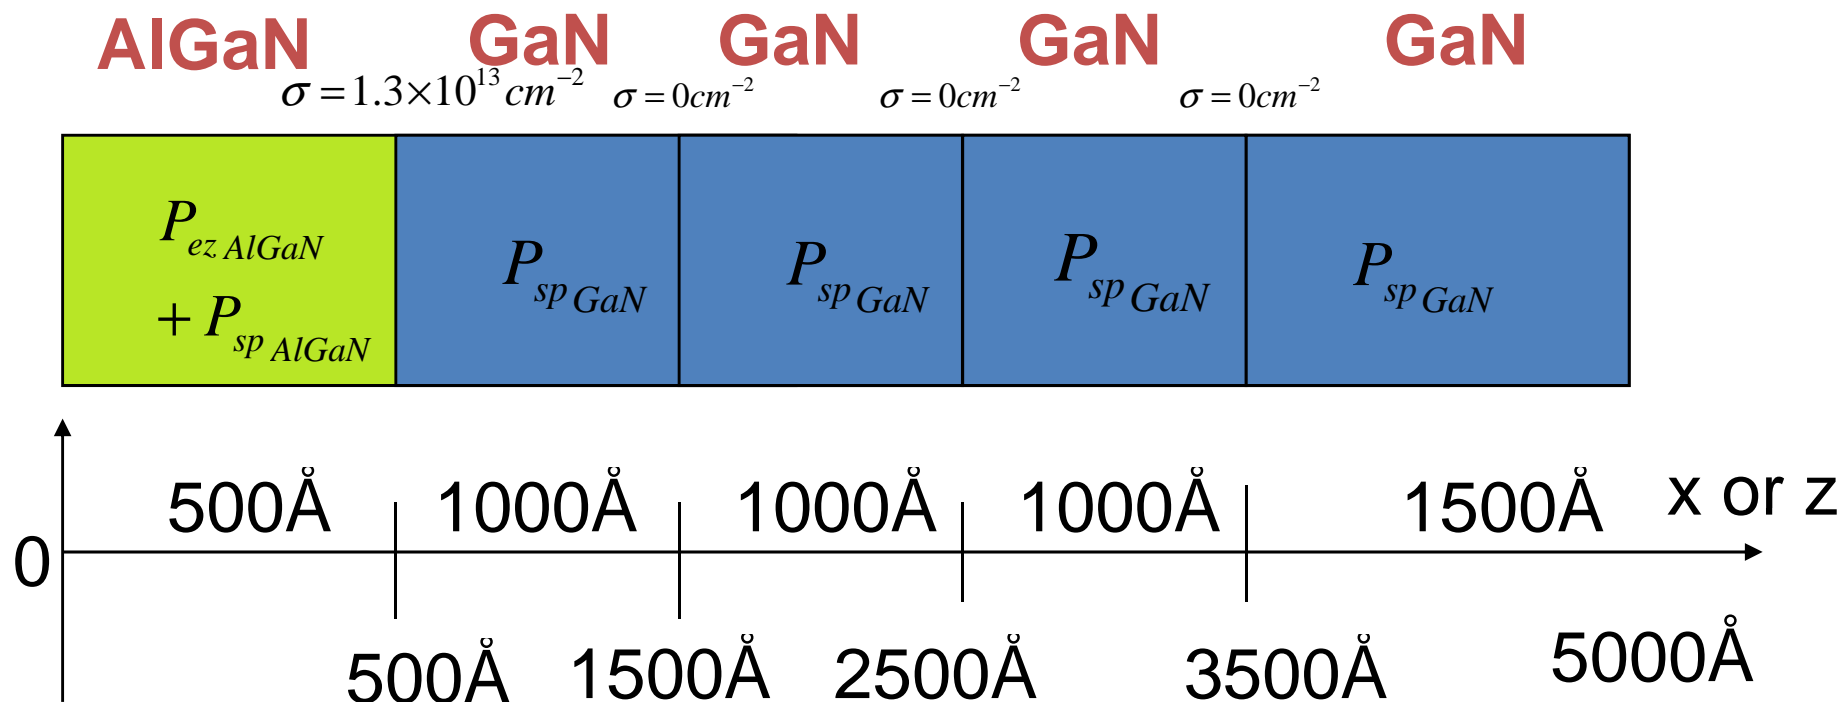 AlGaN GaN GaN GaN GaN
σ = 1.3×10¹³ cm⁻² σ = 0cm⁻² σ = 0cm⁻² σ = 0cm⁻²
P_ez AlGaN
+ P_sp AlGaN
P_sp GaN P_sp GaN P_sp GaN P_sp GaN
500Å 1000Å 1000Å 1000Å 1500Å x or z
0
500Å 1500Å 2500Å 3500Å 5000Å